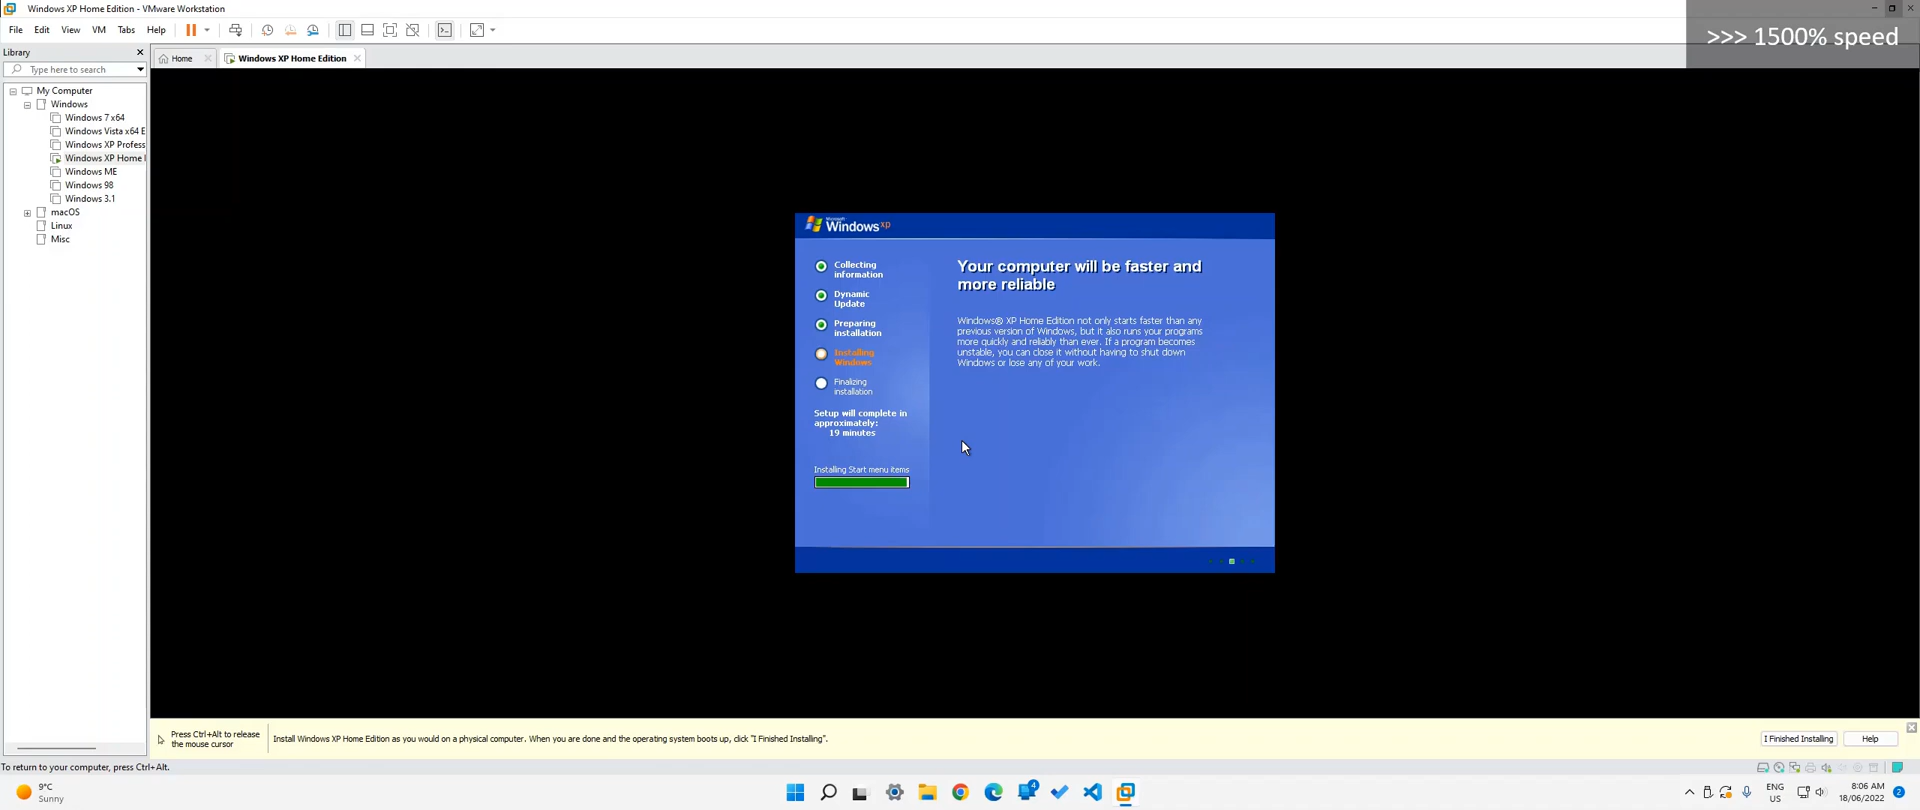 Windows XP Home Edition - VMware Workstation
>>> 1500% speed
File Edit View VM Tabs Help
Library
Type here to search
Home
Windows XP Home Edition
My Computer
Windows
Windows 7 x64
Windows Vista x64 E
Windows XP Profess
Windows XP Home
Windows ME
Windows 98
Windows 3.1
macOS
Linux
Misc
Microsoft
Windows xp
Collecting
information
Dynamic
Update
Preparing
installation
Installing
Windows
Finalizing
installation
Setup will complete in
approximately:
19 minutes
Installing Start menu items
Your computer will be faster and
more reliable
Windows® XP Home Edition not only starts faster than any
previous version of Windows, but it also runs your programs
more quickly and reliably than ever. If a program becomes
unstable, you can close it without having to shut down
Windows or lose any of your work.
Press Ctrl+Alt to release
the mouse cursor
Install Windows XP Home Edition as you would on a physical computer. When you are done and the operating system boots up, click "I Finished Installing".
I Finished Installing
Help
To return to your computer, press Ctrl+Alt.
9°C
Sunny
4
ENG
US
8:06 AM
18/06/2022
2